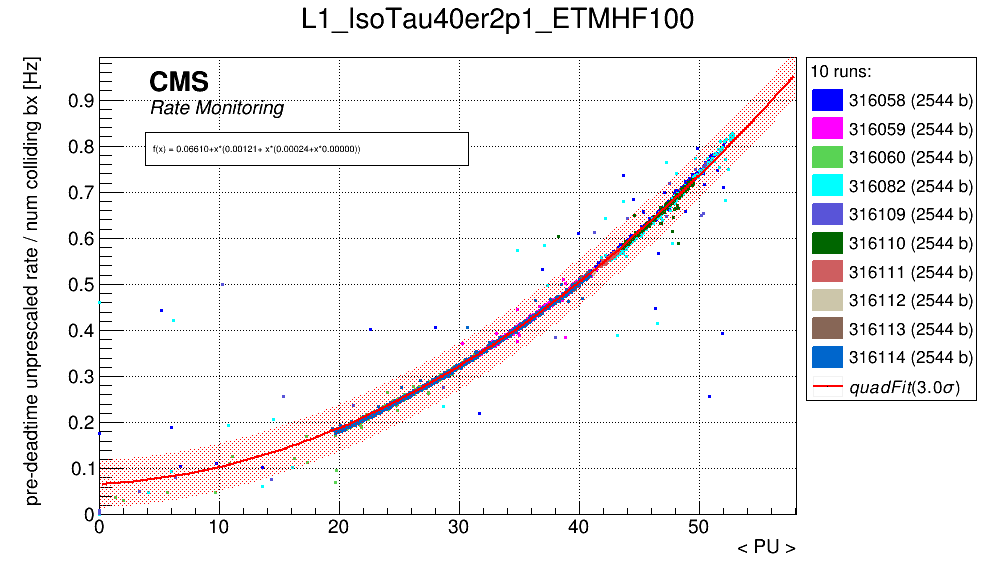 L1_IsoTau40er2p1_ETMHF100
pre-deadtime unprescaled rate / num colliding bx [Hz]
CMS
Rate Monitoring
f(x) = 0.06610+x*(0.00121+ x*(0.00024+x*0.00000))
0.9
0.8
0.7
0.6
0.5
0.4
0.3
0.2
0.1
0
0 10 20 30 40 50
< PU >
10 runs:
316058 (2544 b)
316059 (2544 b)
316060 (2544 b)
316082 (2544 b)
316109 (2544 b)
316110 (2544 b)
316111 (2544 b)
316112 (2544 b)
316113 (2544 b)
316114 (2544 b)
quadFit(3.0σ)